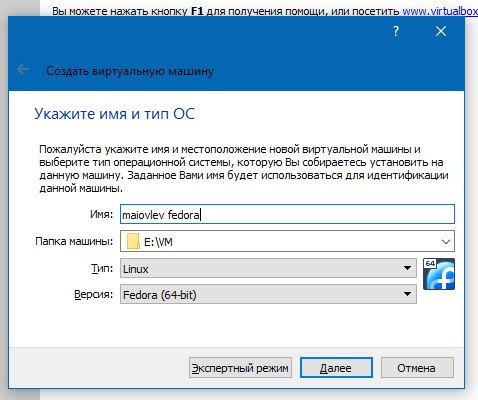 Вы можете нажать кнопку F1 для получения помощи, или посетить www.virtualbox
?
Создать виртуальную машину
Укажите имя и тип ОС
Пожалуйста укажите имя и местоположение новой виртуальной машины и
выберите тип операционной системы, которую Вы собираетесь установить на
данную машину. Заданное Вами имя будет использоваться для идентификации
данной машины.
Имя: maiovlev fedora
Папка машины: E:\VM
Тип: Linux
64
Версия: Fedora (64-bit)
Экспертный режим Далее Отмена